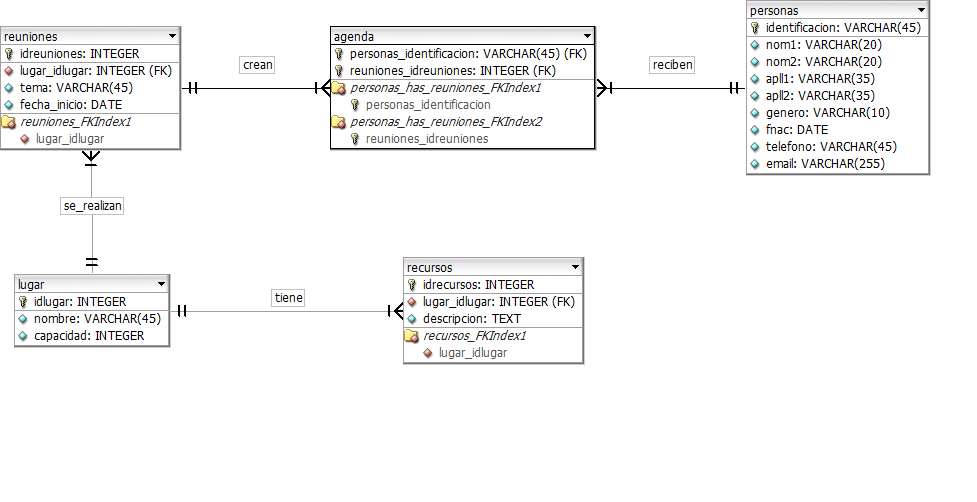 reuniones
idreuniones: INTEGER
lugar_idlugar: INTEGER (FK)
tema: VARCHAR(45)
fecha_inicio: DATE
reuniones_FKIndex1
lugar_idlugar
crean
agenda
personas_identificacion: VARCHAR(45) (FK)
reuniones_idreuniones: INTEGER (FK)
personas_has_reuniones_FKIndex1
personas_identificacion
personas_has_reuniones_FKIndex2
reuniones_idreuniones
reciben
personas
identificacion: VARCHAR(45)
nom1: VARCHAR(20)
nom2: VARCHAR(20)
apll1: VARCHAR(35)
apll2: VARCHAR(35)
genero: VARCHAR(10)
fnac: DATE
telefono: VARCHAR(45)
email: VARCHAR(255)
se_realizan
lugar
idlugar: INTEGER
nombre: VARCHAR(45)
capacidad: INTEGER
tiene
recursos
idrecursos: INTEGER
lugar_idlugar: INTEGER (FK)
descripcion: TEXT
recursos_FKIndex1
lugar_idlugar